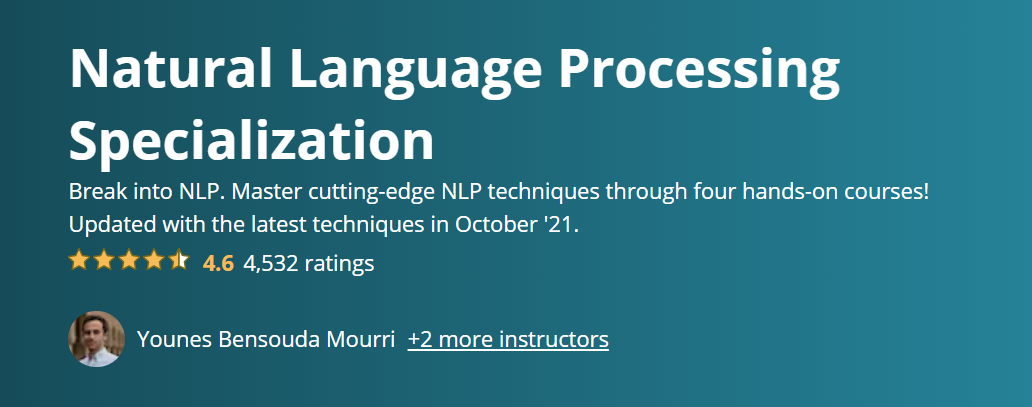 Natural Language Processing
Specialization
Break into NLP. Master cutting-edge NLP techniques through four hands-on courses!
Updated with the latest techniques in October '21.
4.6 4,532 ratings
Younes Bensouda Mourri +2 more instructors